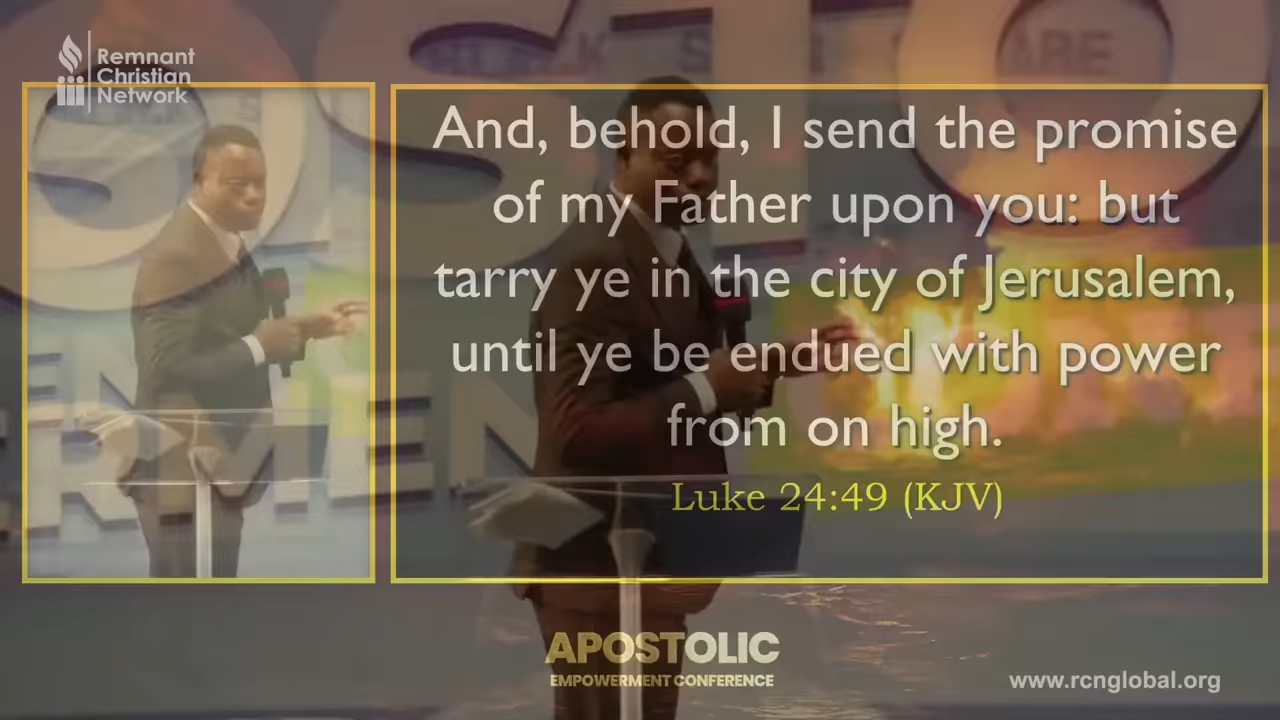 Remnant
Christian
Network
And, behold, I send the promise
of my Father upon you: but
tarry ye in the city of Jerusalem,
until ye be endued with power
from on high.
Luke 24:49 (KJV)
APOSTOLIC
EMPOWERMENT CONFERENCE
www.rcnglobal.org